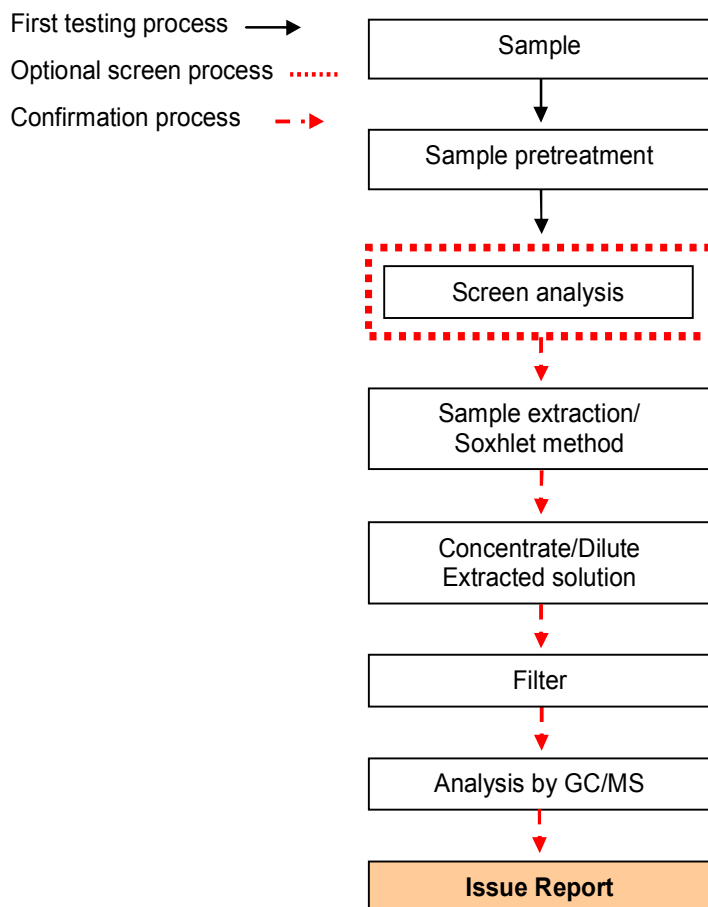 First testing process
Optional screen process
Confirmation process
Sample
Sample pretreatment
Screen analysis
Sample extraction/
Soxhlet method
Concentrate/Dilute
Extracted solution
Filter
Analysis by GC/MS
Issue Report